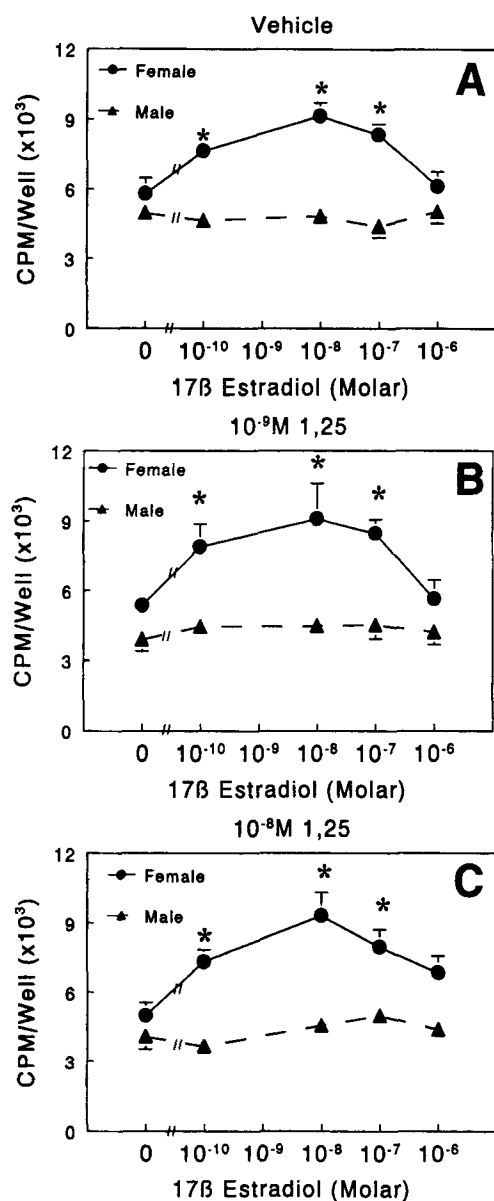 Vehicle
A
Female
Male
CPM/Well (x10³)
12
9
6
3
0
* * *
0 10⁻¹⁰ 10⁻⁹ 10⁻⁸ 10⁻⁷ 10⁻⁶
17ß Estradiol (Molar)
10⁻⁹M 1,25
B
Female
Male
CPM/Well (x10³)
12
9
6
3
0
* * *
0 10⁻¹⁰ 10⁻⁹ 10⁻⁸ 10⁻⁷ 10⁻⁶
17ß Estradiol (Molar)
10⁻⁸M 1,25
C
Female
Male
CPM/Well (x10³)
12
9
6
3
0
* * *
0 10⁻¹⁰ 10⁻⁹ 10⁻⁸ 10⁻⁷ 10⁻⁶
17ß Estradiol (Molar)